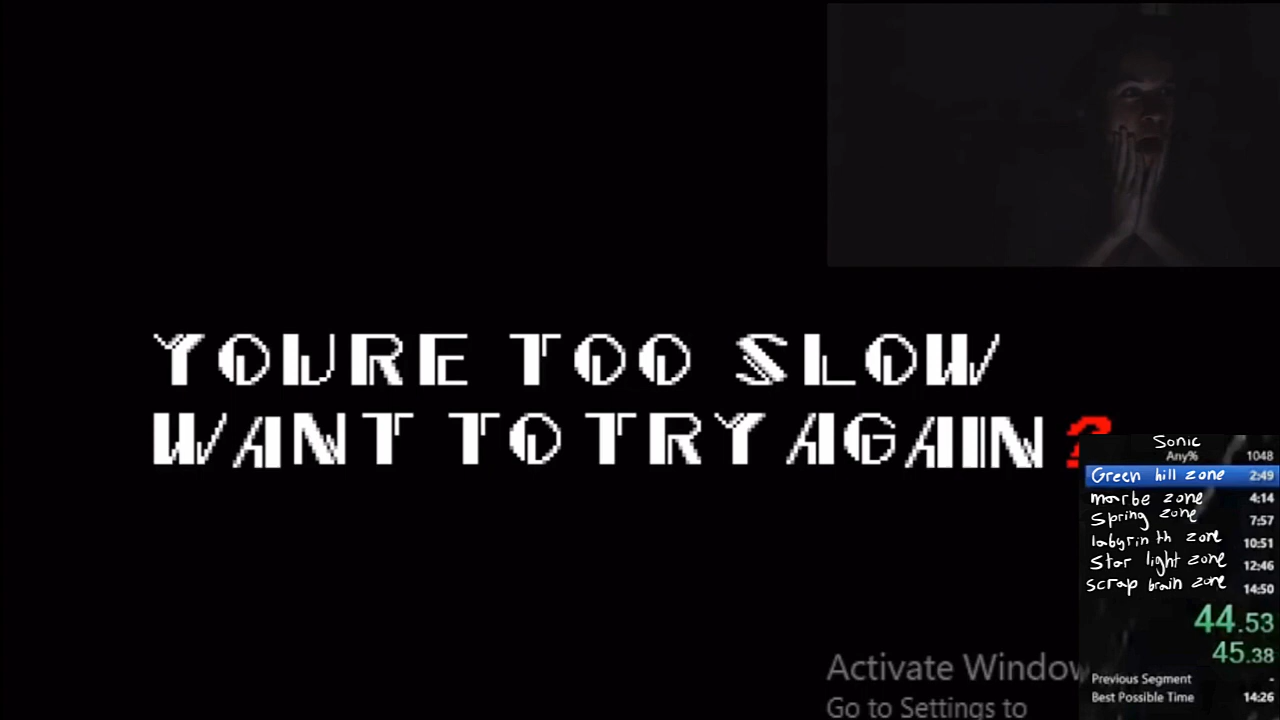 YOURE TOO SLOW
WANT TO TRY AGAIN ?
Sonic
Any% 1048
Green hill zone 2:49
marbe zone 4:14
Spring zone 7:57
labyrinth zone 10:51
Star light zone 12:46
scrap brain zone 14:50
44.53
45.38
Activate Window
Go to Settings to
Previous Segment -
Best Possible Time 14:26